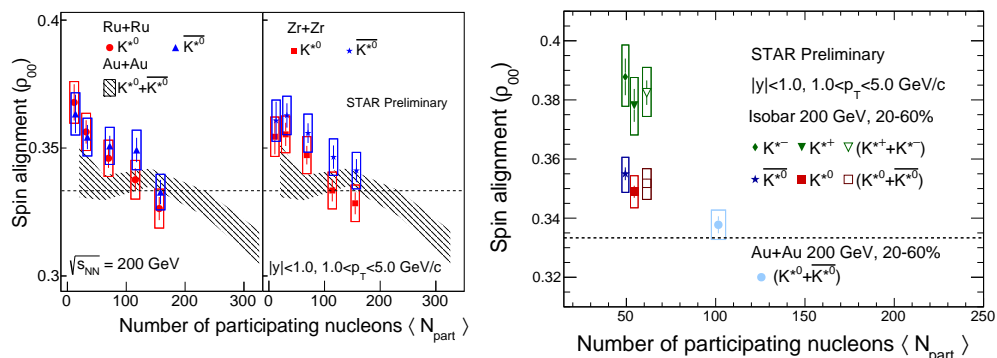 0.4
0.35
0.3
Spin alignment (ρ00)
Ru+Ru
K*0 K̅*̅0̅
Au+Au
K*0+K̅*̅0̅
√sNN = 200 GeV
Zr+Zr
K*0 K̅*̅0̅
STAR Preliminary
|y|<1.0, 1.0<pT<5.0 GeV/c
0 100 200 300 0 100 200 300
Number of participating nucleons ⟨ Npart ⟩
0.4
0.38
0.36
0.34
0.32
Spin alignment (ρ00)
STAR Preliminary
|y|<1.0, 1.0<pT<5.0 GeV/c
Isobar 200 GeV, 20-60%
K*- K*+ (K*++K*-)
K̅*̅0̅ K*0 (K*0+K̅*̅0̅)
Au+Au 200 GeV, 20-60%
(K*0+K̅*̅0̅)
50 100 150 200
Number of participating nucleons ⟨ Npart ⟩